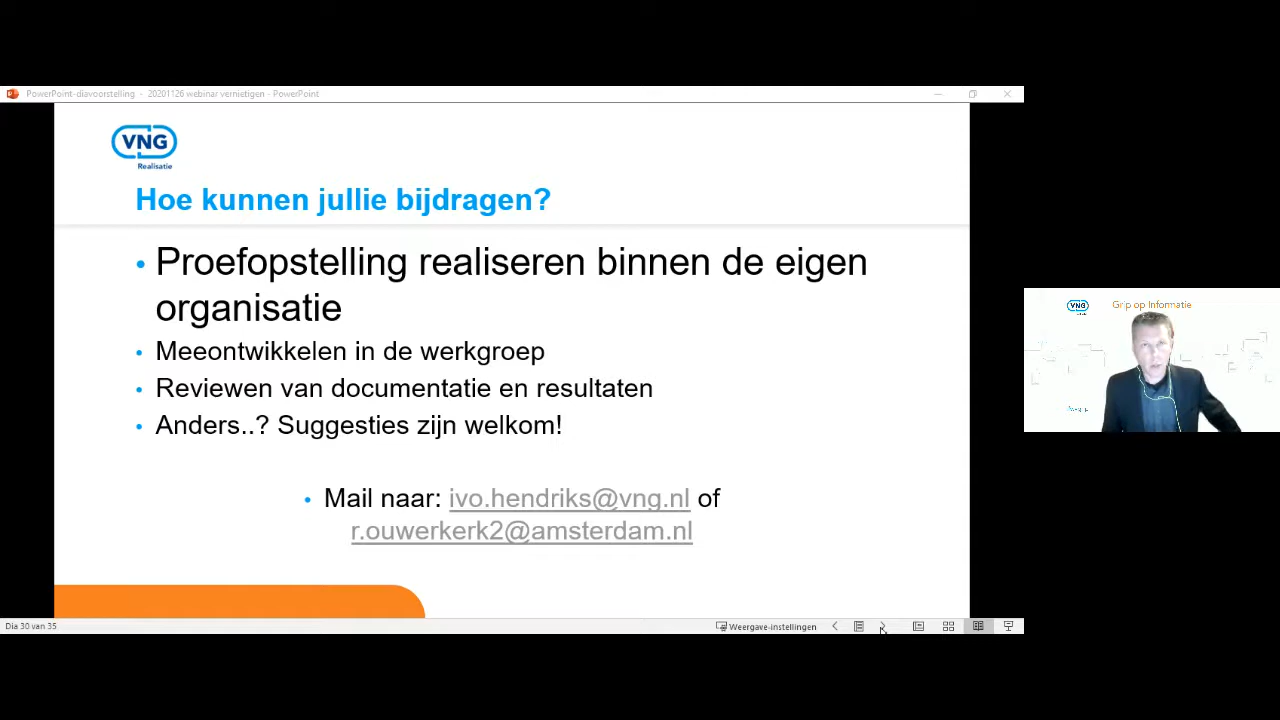 PowerPoint-diavoorstelling - 20201126 webinar vernietigen - PowerPoint
VNG
Realisatie
Hoe kunnen jullie bijdragen?
• Proefopstelling realiseren binnen de eigen
organisatie
• Meeontwikkelen in de werkgroep
• Reviewen van documentatie en resultaten
• Anders..? Suggesties zijn welkom!
• Mail naar: ivo.hendriks@vng.nl of
r.ouwerkerk2@amsterdam.nl
VNG
Grip op Informatie
Dia 30 van 35
Weergave-instellingen